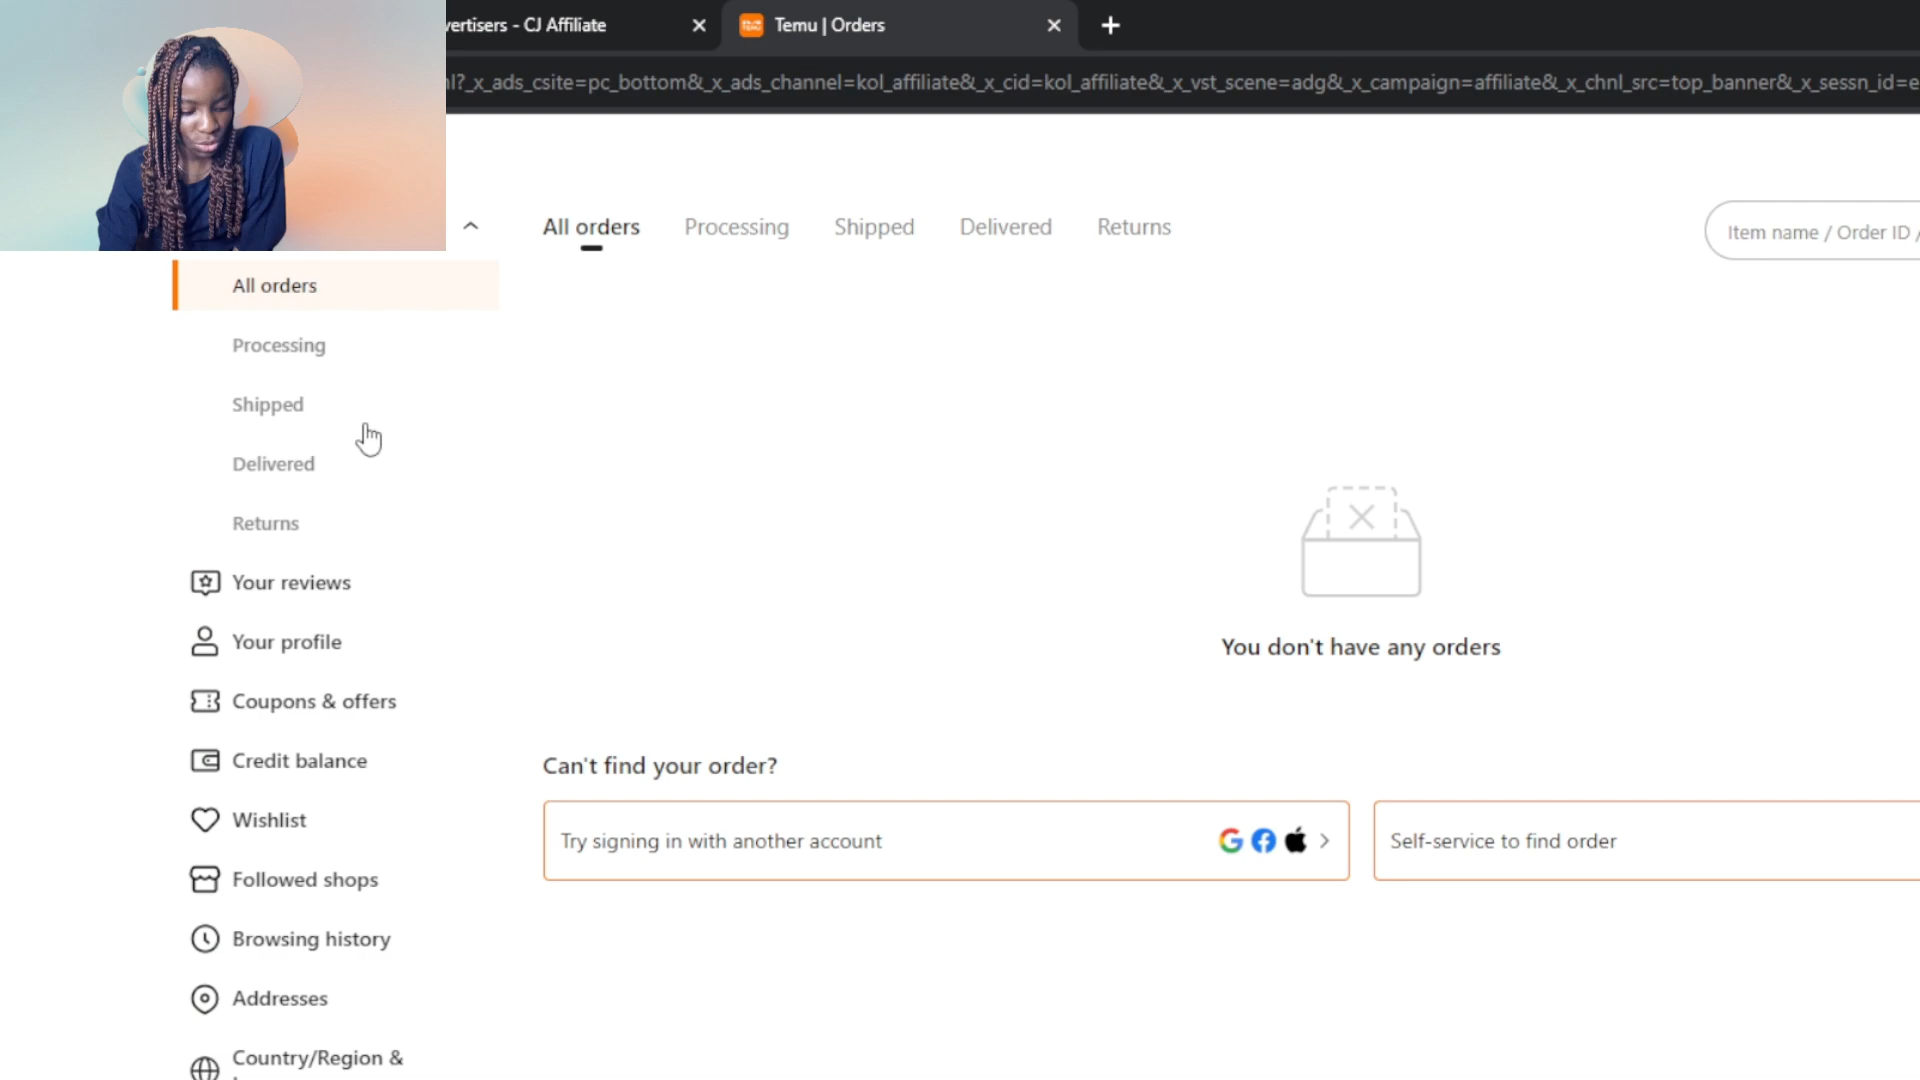 vertisers - CJ Affiliate
Temu | Orders
?_x_ads_csite=pc_bottom&_x_ads_channel=kol_affiliate&_x_cid=kol_affiliate&_x_vst_scene=adg&_x_campaign=affiliate&_x_chnl_src=top_banner&_x_sessn_id=e
All orders Processing Shipped Delivered Returns
Item name / Order ID /
All orders
Processing
Shipped
Delivered
Returns
Your reviews
Your profile
Coupons & offers
Credit balance
Wishlist
Followed shops
Browsing history
Addresses
Country/Region &
You don't have any orders
Can't find your order?
Try signing in with another account
Self-service to find order